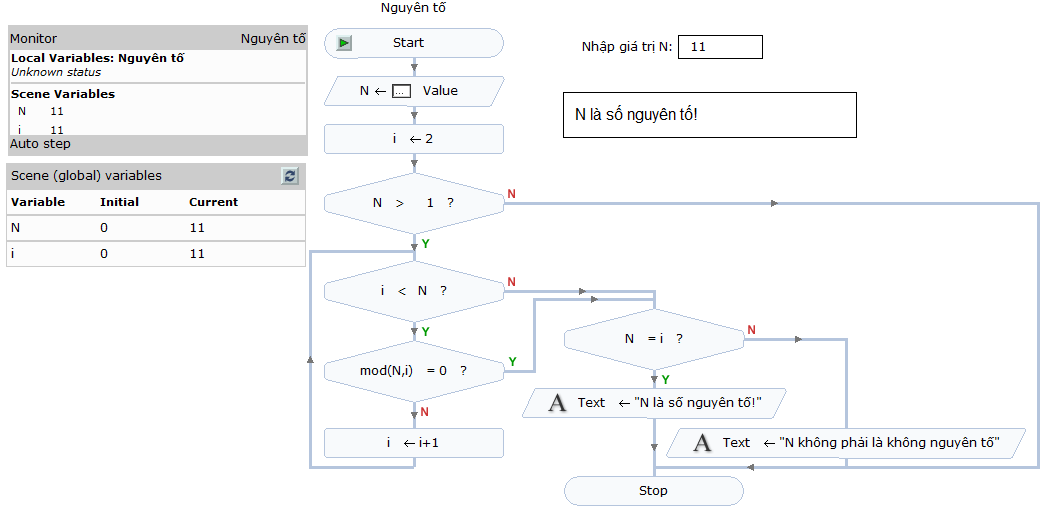 Nguyên tố
Monitor Nguyên tố
Local Variables: Nguyên tố
Unknown status
Scene Variables
N 11
i 11
Auto step
Scene (global) variables
Variable Initial Current
N 0 11
i 0 11
Start
N ← ... Value
i ← 2
N > 1 ?
N
Y
i < N ?
N
Y
mod(N,i) = 0 ?
Y
N
i ← i+1
N = i ?
N
Y
A Text ← "N là số nguyên tố!"
A Text ← "N không phải là không nguyên tố"
Stop
Nhập giá trị N: 11
N là số nguyên tố!